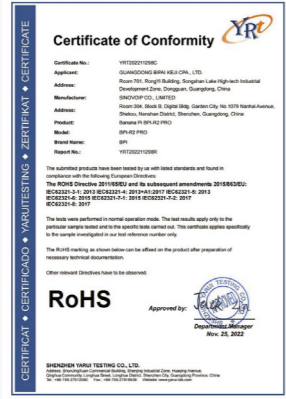 YRT
Certificate of Conformity
CERTIFICAT ◆ CERTIFICADO ◆ YARUITESTING ◆ ZERTIFIKAT ◆ CERTIFICATE
Certificate No.: YRT202211298C
Applicant: GUANGDONG BIPAI KEJI CPA., LTD.
Address: Room 701, RongYi Building, Songshan Lake High-tech Industrial
Development Zone, Dongguan, Guangdong, China
Manufacturer: SINOVOIP CO., LIMITED
Address: Room 304, Block B, Digital Bldg, Garden City, No 1079 Nanhai Avenue,
Shekou, Nanshan District, Shenzhen, Guangdong, China
Product: Banana Pi BPI-R2 PRO
Model: BPI-R2 PRO
Brand Name: BPI
Report No.: YRT202211298R
The submitted products have been tested by us with listed standards and found in
compliance with the following European Directives:
The ROHS Directive 2011/65/EU and its subsequent amendments 2015/863/EU:
IEC62321-3-1: 2013 IEC62321-4: 2013+A1:2017 IEC62321-5: 2013
IEC62321-6: 2015 IEC62321-7-1: 2015 IEC62321-7-2: 2017
IEC62321-8: 2017
The tests were performed in normal operation mode. The test results apply only to the
particular sample tested and to the specific tests carried out. This certificate applies specifically
to the sample investigated in our test reference number only.
The RoHS marking as shown below can be affixed on the product after preparation of
necessary technical documentation.
Other relevant Directives have to be observed.
RoHS
Approved by:
Department Manager
Nov. 25, 2022
SHENZHEN YARUI TESTING CO., LTD.